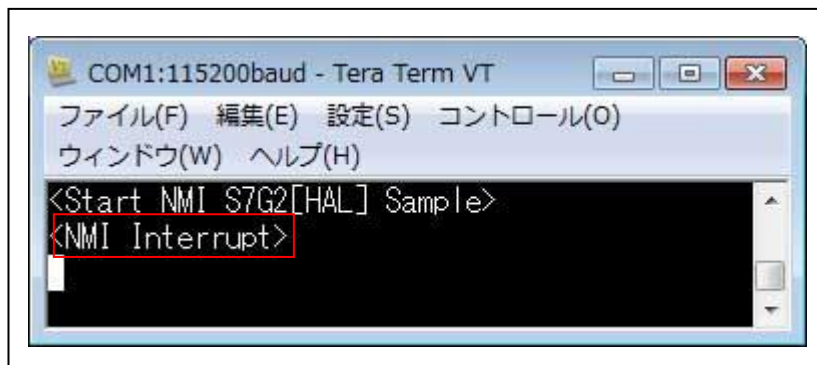 COM1:115200baud - Tera Term VT
ファイル(F) 編集(E) 設定(S) コントロール(O)
ウィンドウ(W) ヘルプ(H)
<Start NMI S7G2[HAL] Sample>
<NMI Interrupt>